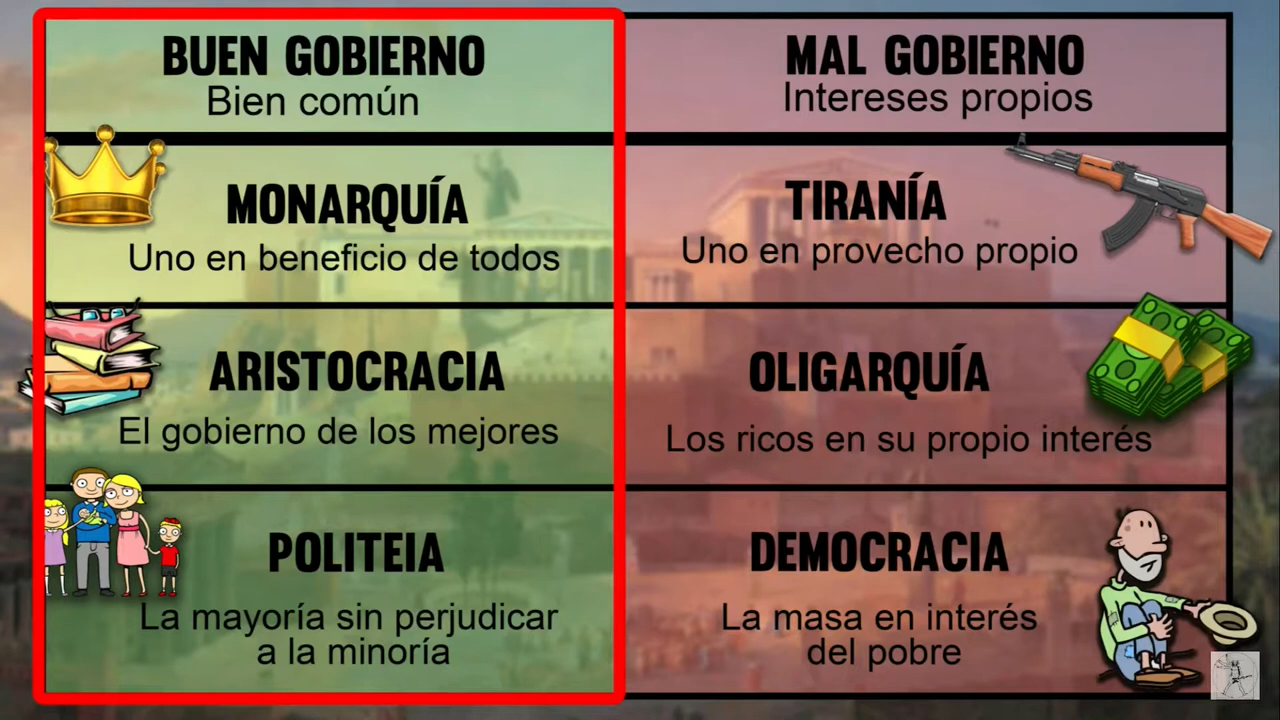 BUEN GOBIERNO
Bien común
MAL GOBIERNO
Intereses propios
MONARQUÍA
Uno en beneficio de todos
TIRANÍA
Uno en provecho propio
ARISTOCRACIA
El gobierno de los mejores
OLIGARQUÍA
Los ricos en su propio interés
POLITEIA
La mayoría sin perjudicar
a la minoría
DEMOCRACIA
La masa en interés
del pobre